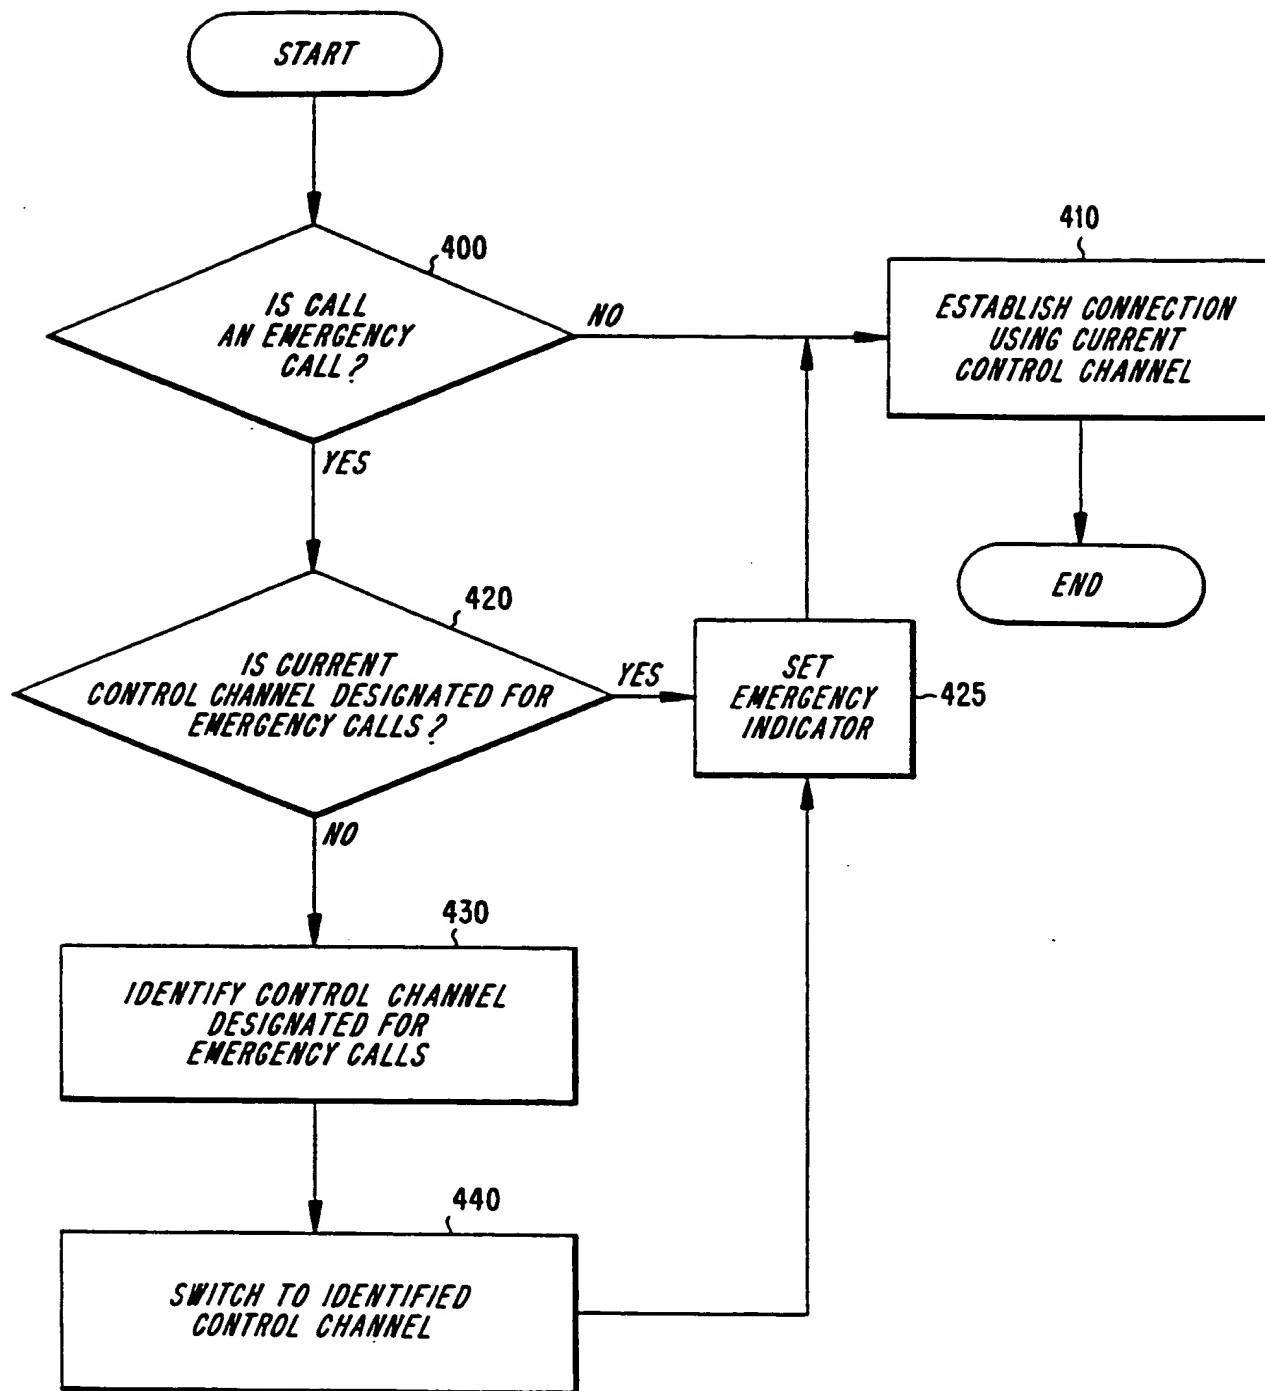 START
400
IS CALL
AN EMERGENCY
CALL?
NO
YES
410
ESTABLISH CONNECTION
USING CURRENT
CONTROL CHANNEL
END
420
IS CURRENT
CONTROL CHANNEL DESIGNATED FOR
EMERGENCY CALLS?
YES
NO
SET
EMERGENCY
INDICATOR
425
430
IDENTIFY CONTROL CHANNEL
DESIGNATED FOR
EMERGENCY CALLS
440
SWITCH TO IDENTIFIED
CONTROL CHANNEL